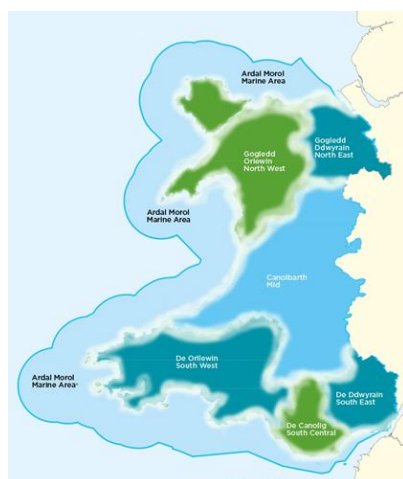 Ardal Morol
Marine Area
Gogledd
Ddwyrain
North East
Gogledd
Orlewin
North West
Ardal Morol
Marine Area
Canolbarth
Mid
De Orllewin
South West
Ardal Morol
Marine Area
De Ddwyrain
South East
De Canolig
South Central